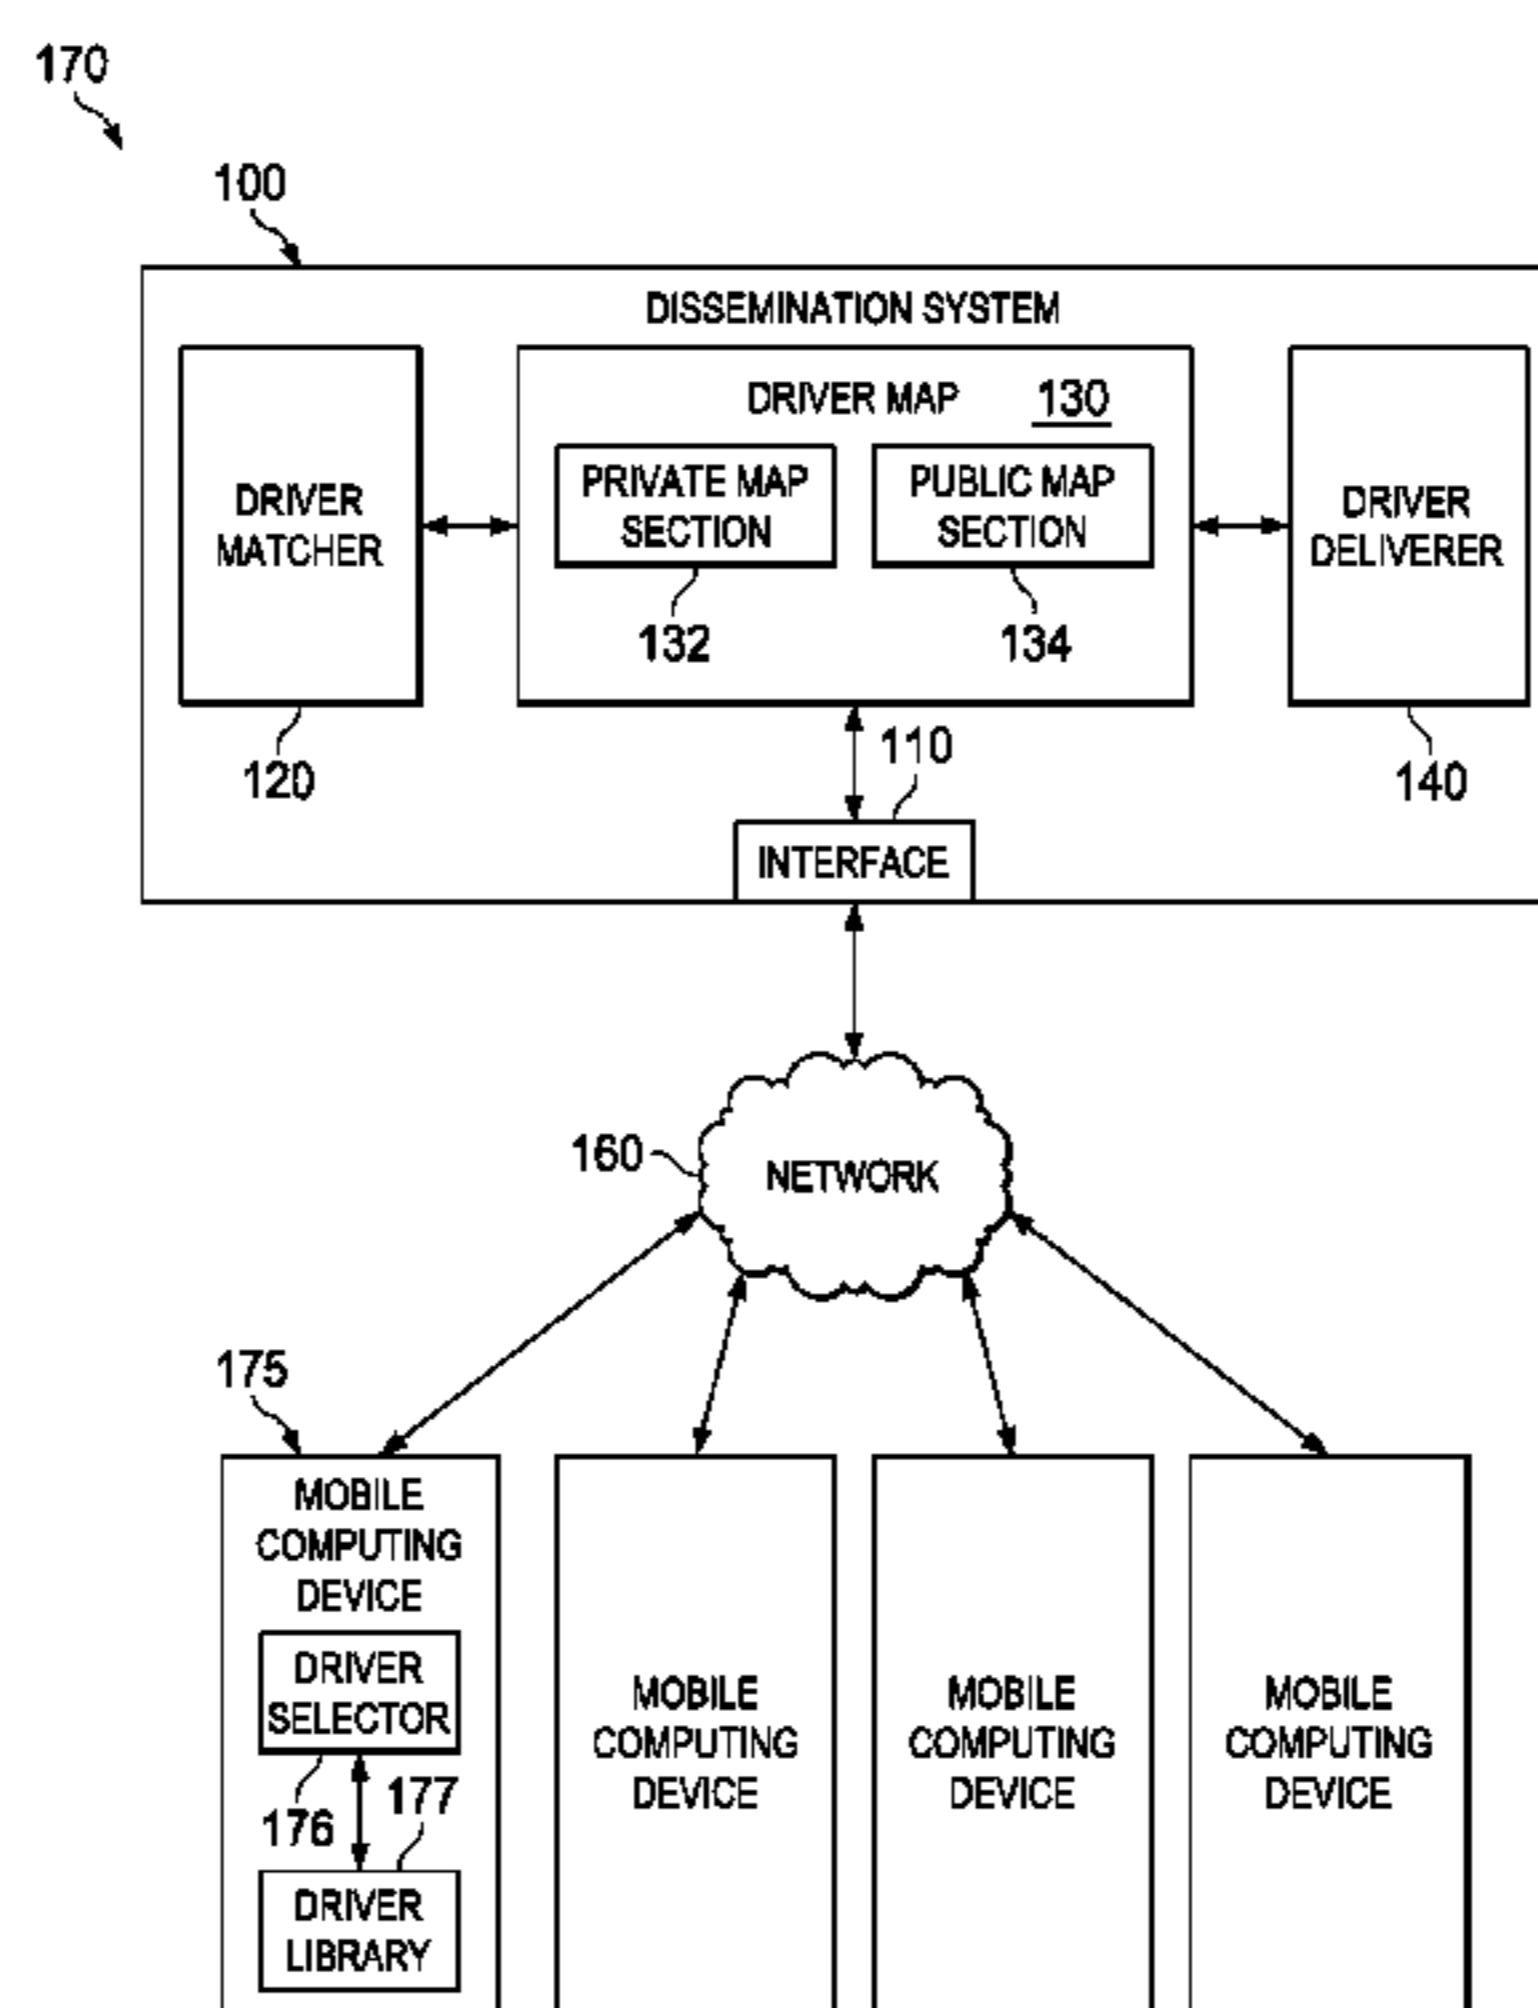 170
100
DISSEMINATION SYSTEM
DRIVER MAP 130
DRIVER
MATCHER
PRIVATE MAP
SECTION
PUBLIC MAP
SECTION
DRIVER
DELIVERER
132
134
120
110
140
INTERFACE
160
NETWORK
175
MOBILE
COMPUTING
DEVICE
DRIVER
SELECTOR
176
177
DRIVER
LIBRARY
MOBILE
COMPUTING
DEVICE
MOBILE
COMPUTING
DEVICE
MOBILE
COMPUTING
DEVICE